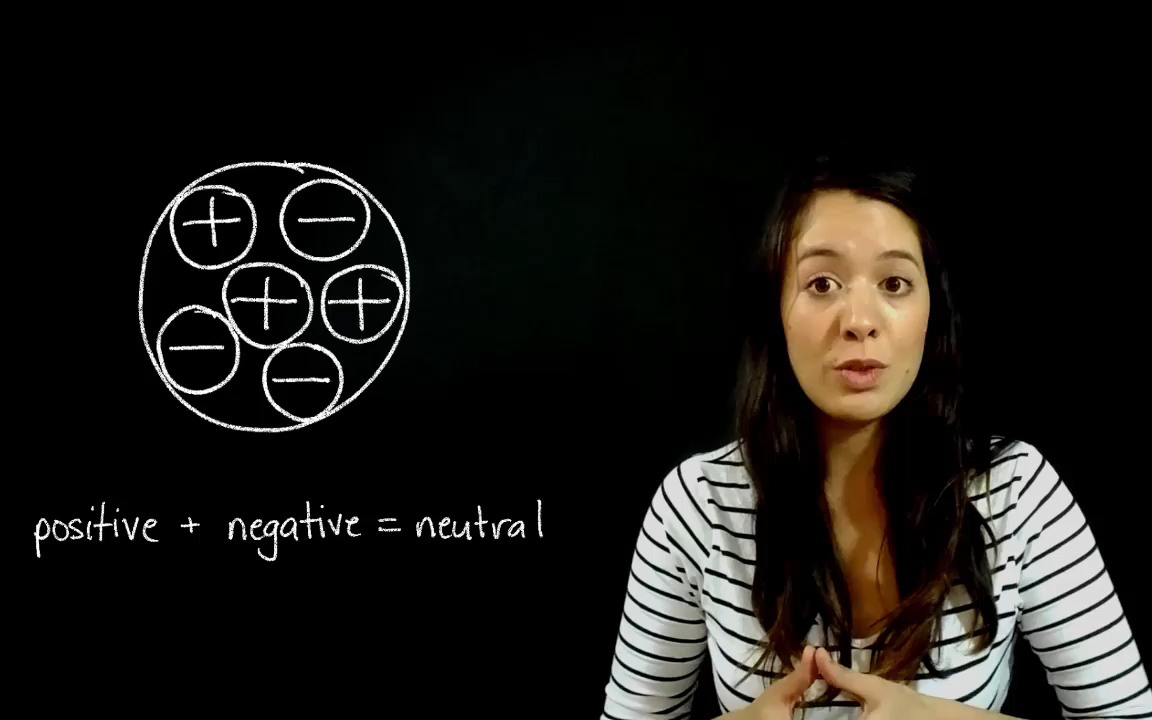 + -
+ +
- -
positive + negative = neutral